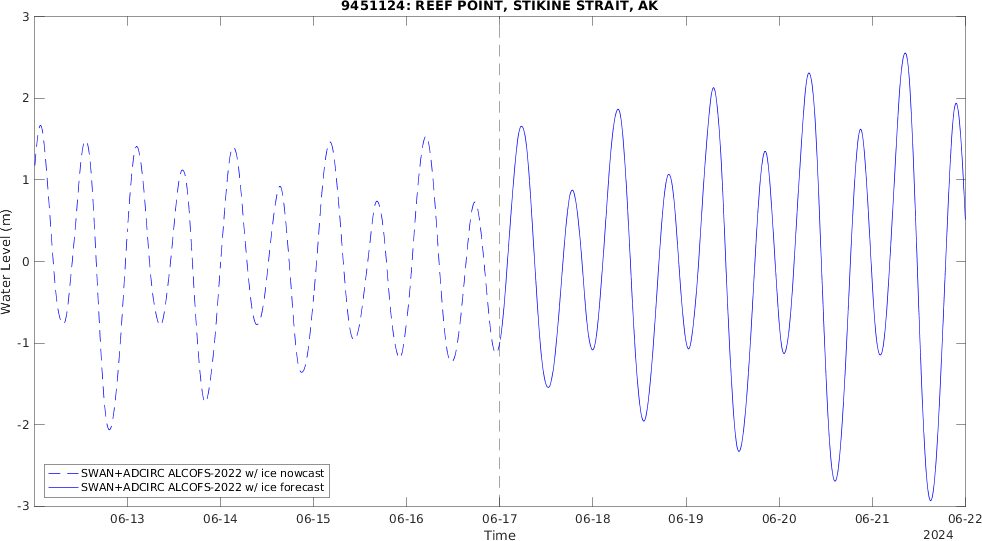 9451124: REEF POINT, STIKINE STRAIT, AK
Water Level (m)
3
2
1
0
-1
-2
-3
SWAN+ADCIRC ALCOFS-2022 w/ ice nowcast
SWAN+ADCIRC ALCOFS-2022 w/ ice forecast
06-13 06-14 06-15 06-16 06-17 06-18 06-19 06-20 06-21 06-22
Time
2024